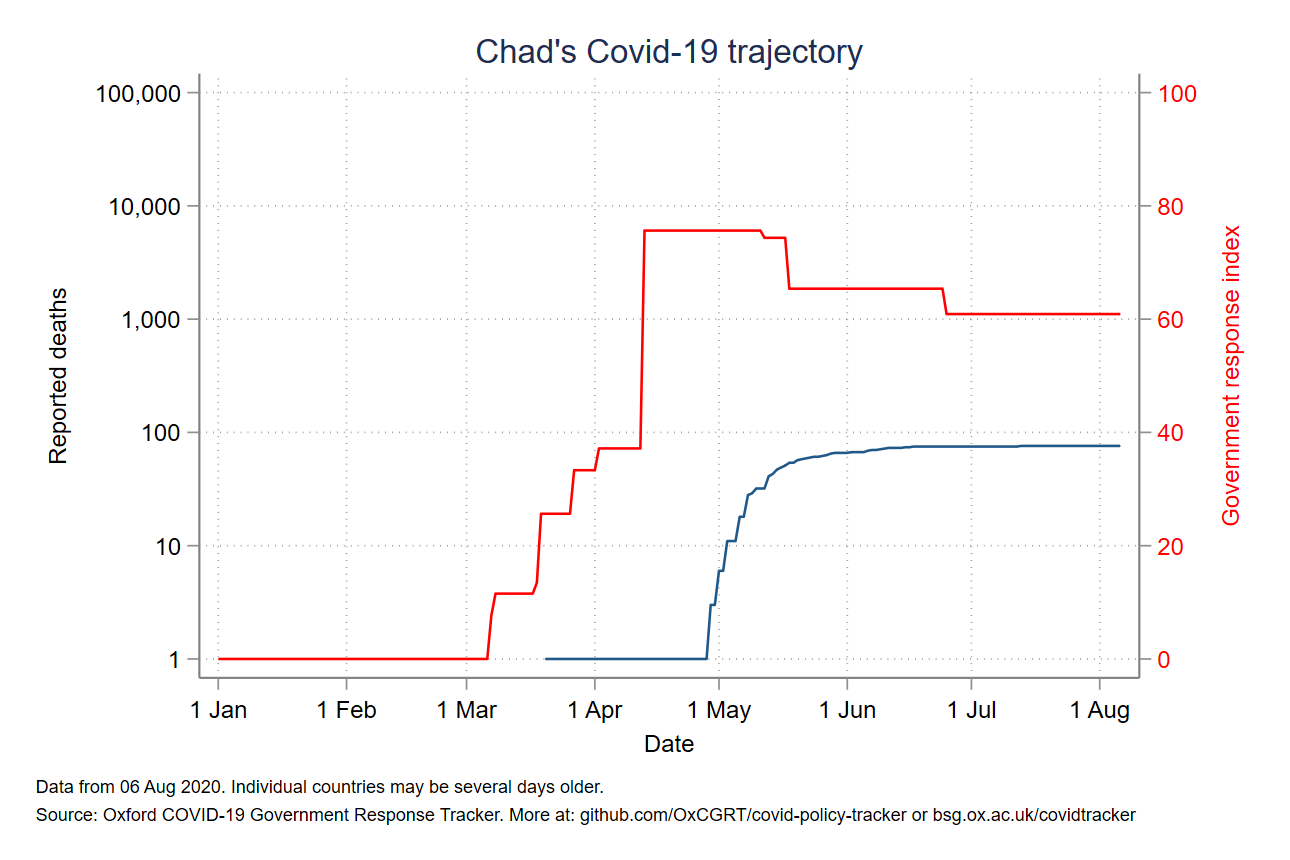 Chad's Covid-19 trajectory
100,000
10,000
1,000
100
10
1
Reported deaths
100
80
60
40
20
0
Government response index
1 Jan 1 Feb 1 Mar 1 Apr 1 May 1 Jun 1 Jul 1 Aug
Date
Data from 06 Aug 2020. Individual countries may be several days older.
Source: Oxford COVID-19 Government Response Tracker. More at: github.com/OxCGRT/covid-policy-tracker or bsg.ox.ac.uk/covidtracker